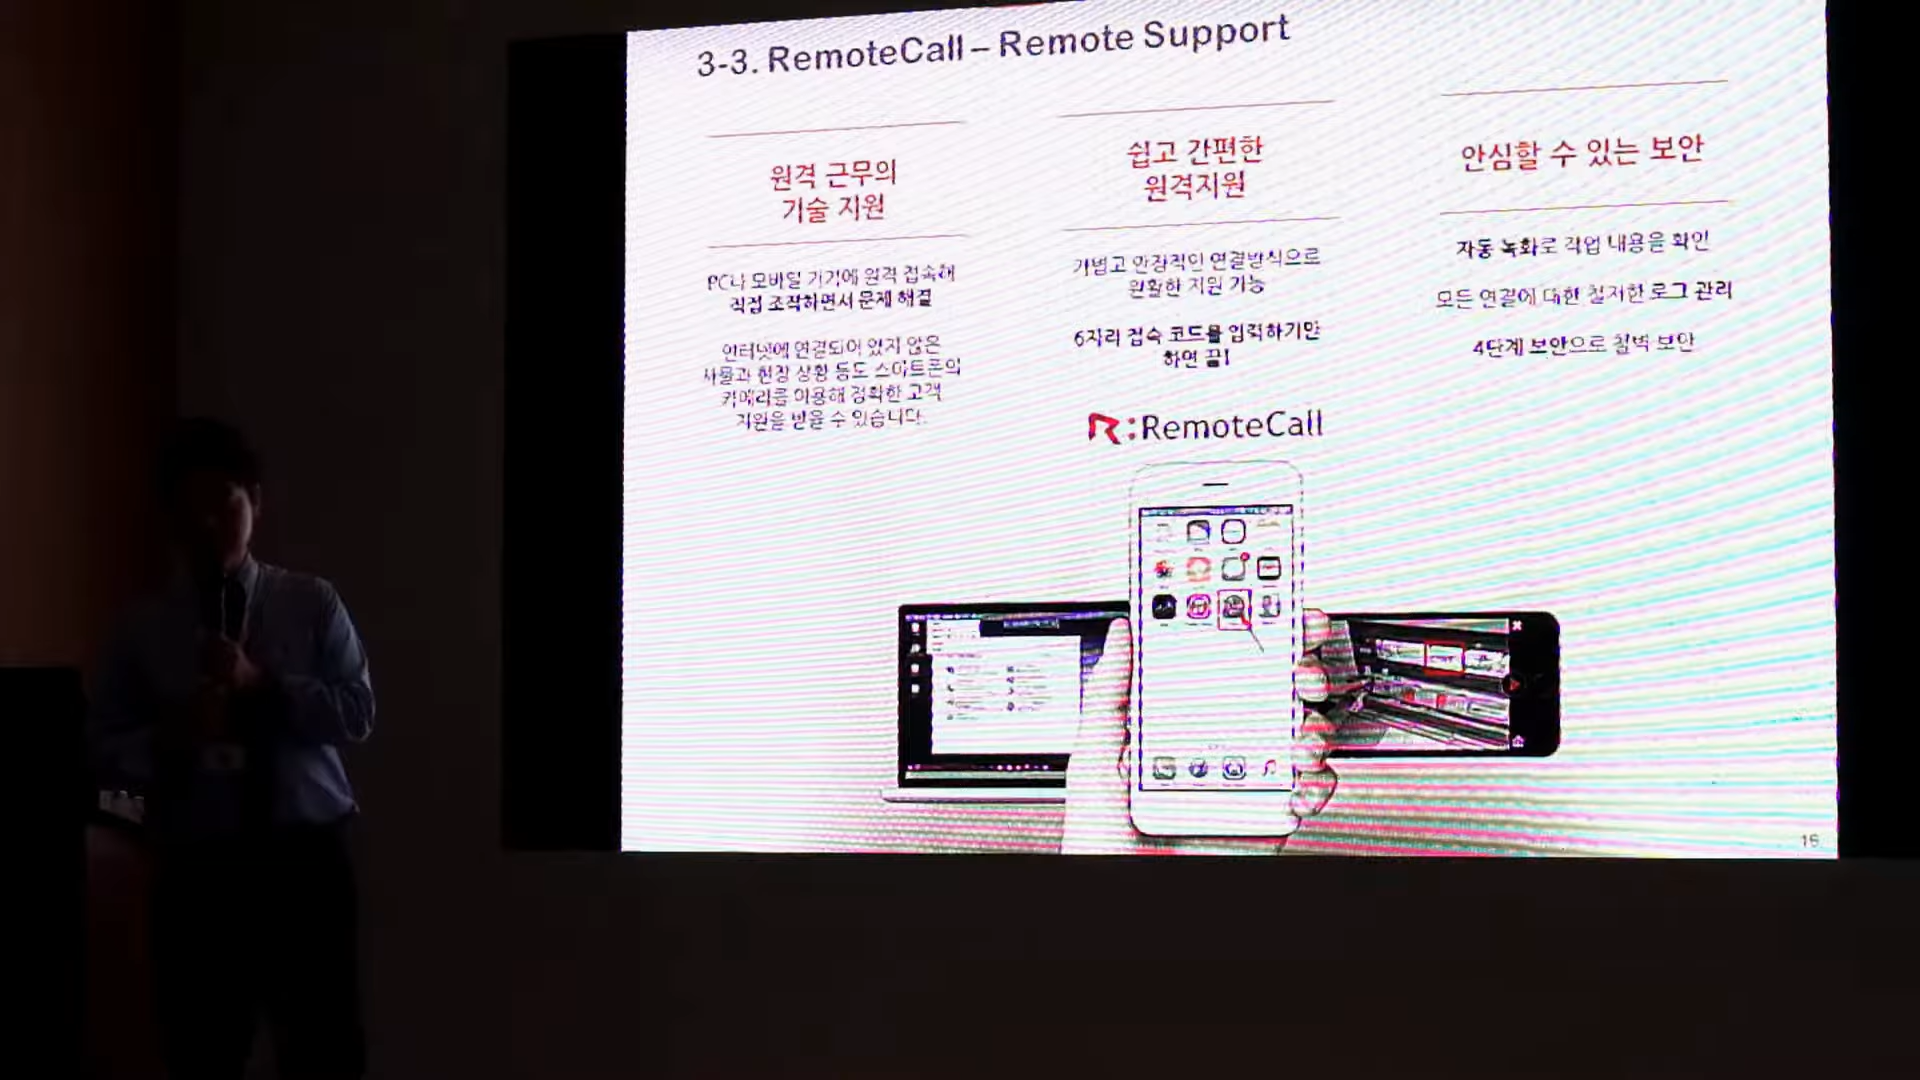 3-3. RemoteCall – Remote Support
원격 근무의
기술 지원
PC나 모바일 기기에 원격 접속해
직접 조작하면서 문제 해결
인터넷에 연결되어 있지 않은
사물과 현장 상황 등도 스마트폰의
카메라를 이용해 정확한 고객
지원을 받을 수 있습니다.
쉽고 간편한
원격지원
가볍고 안정적인 연결방식으로
원활한 지원 가능
6자리 접속 코드를 입력하기만
하면 끝!
안심할 수 있는 보안
자동 녹화로 작업 내용을 확인
모든 연결에 대한 철저한 로그 관리
4단계 보안으로 철벽 보안
R:RemoteCall
16